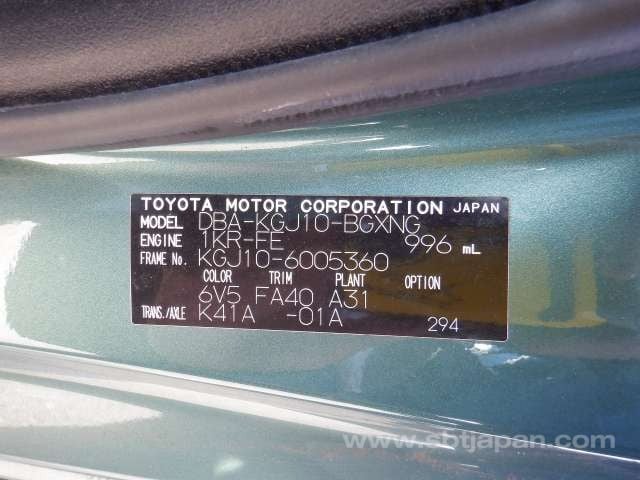 TOYOTA MOTOR CORPORATION JAPAN
MODEL DBA-KGJ10-BGXNG
ENGINE 1KR-FE 996 mL
FRAME No. KGJ10-6005360
COLOR TRIM PLANT OPTION
6V5 FA40 A31
TRANS./AXLE K41A -01A 294
www.sbtjapan.com